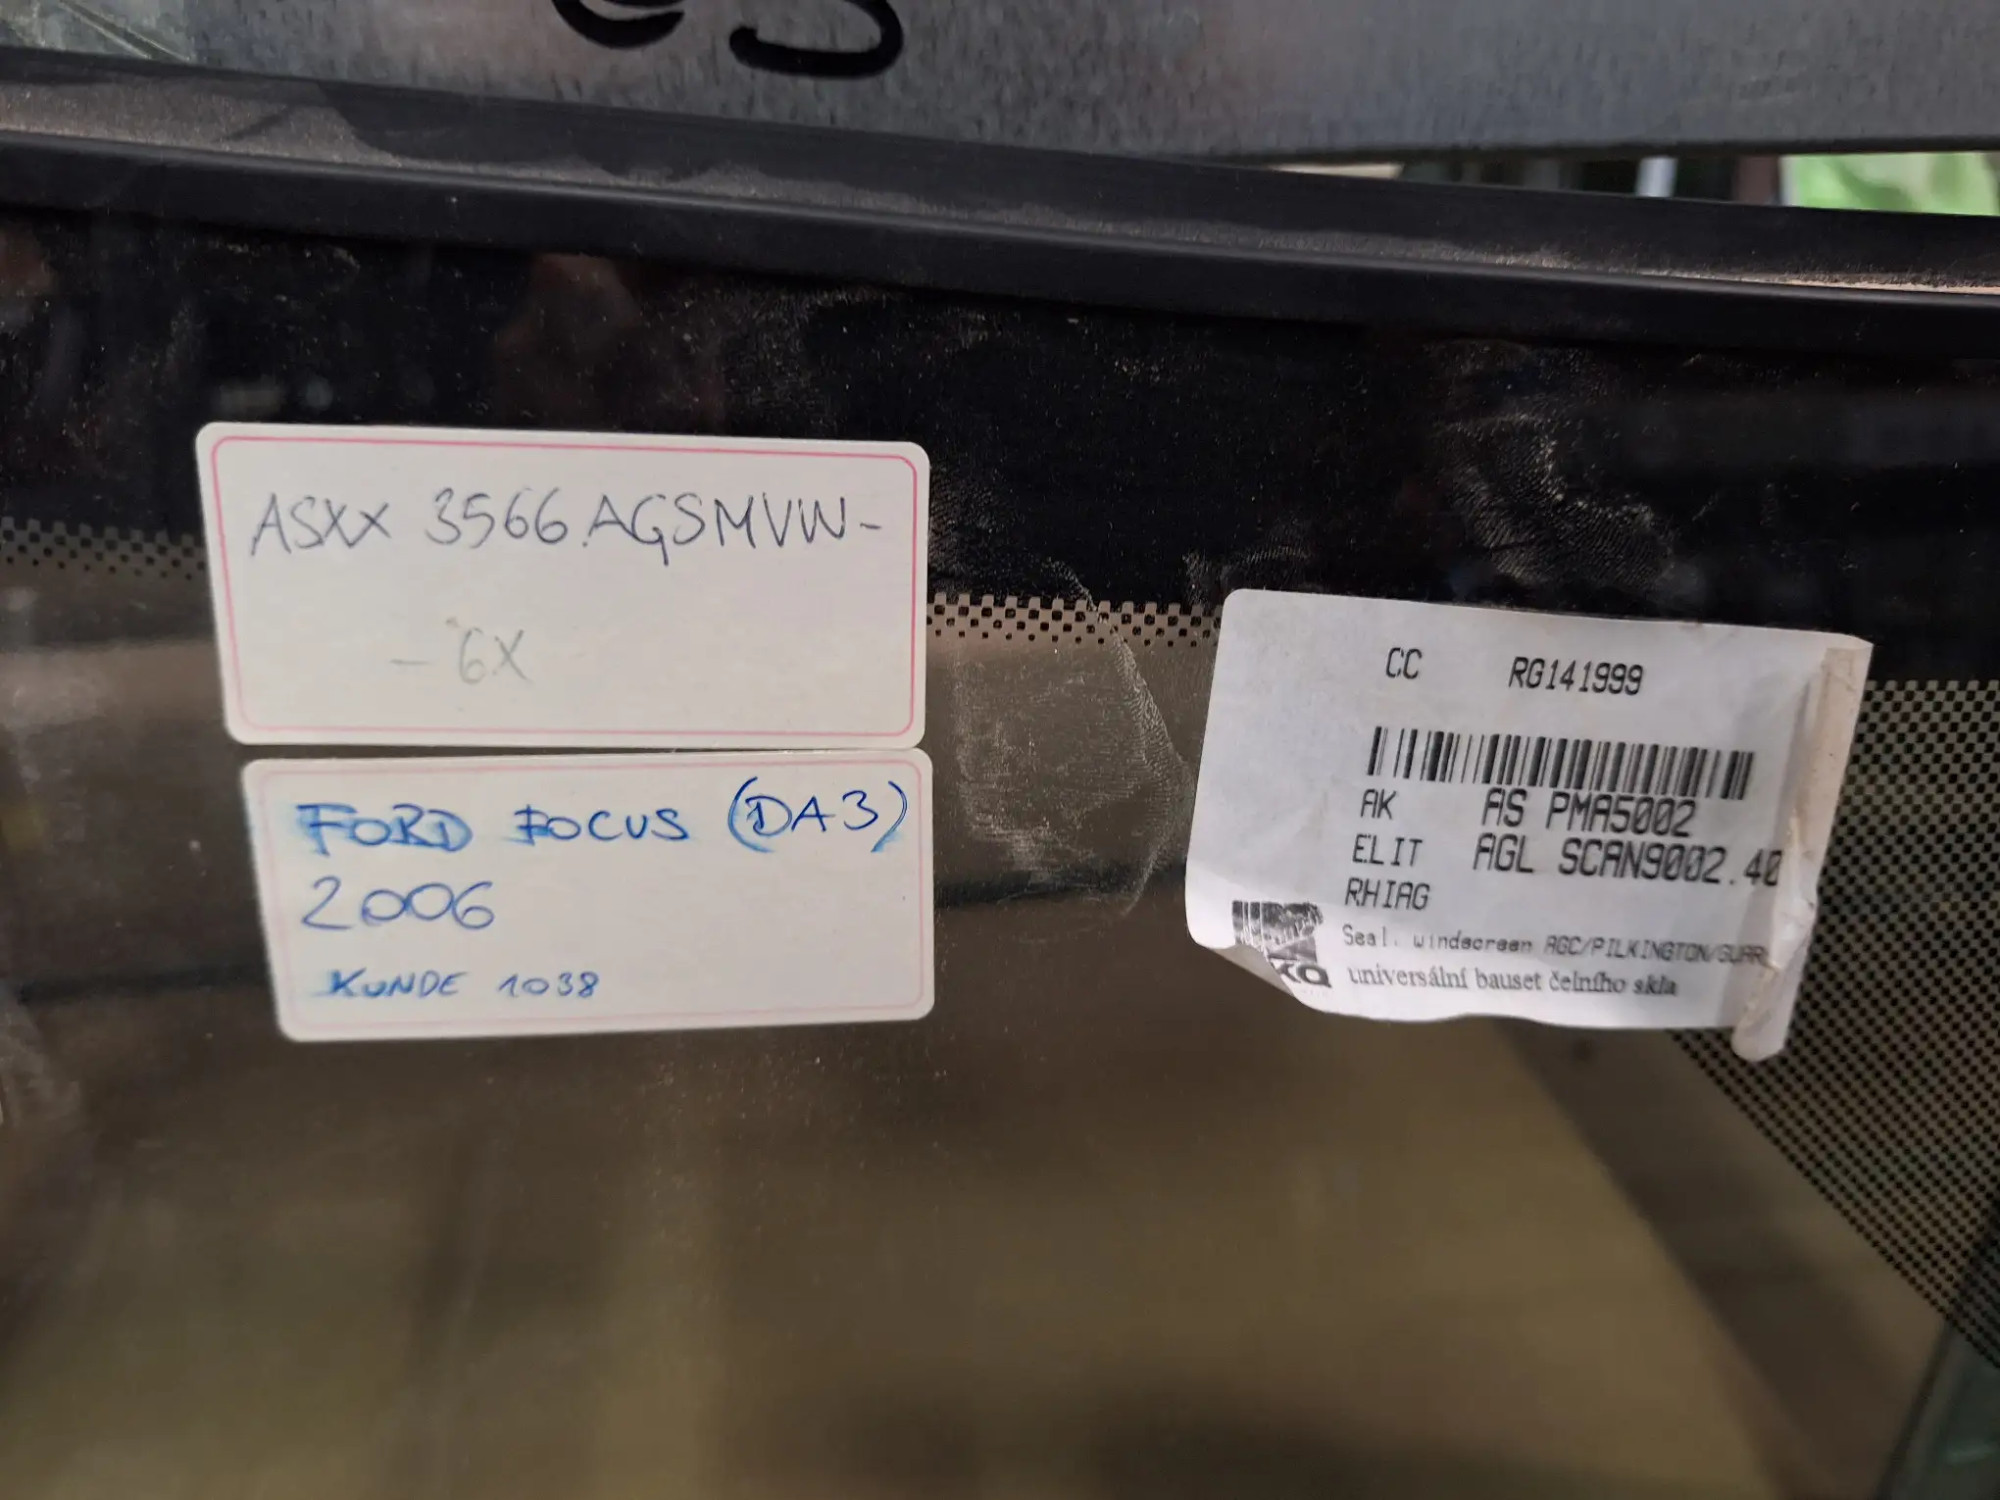 ASXX 3566.AGSMVW-
-6X
FORD FOCUS (DA3)
2006
KUNDE 1038
CC RG141999
AK AS PMA5002
ELIT AGL SCAN9002.40
RHIAG
Seal. windscreen AGC/PILKINGTON/GUAR
universální bauset čelního skla